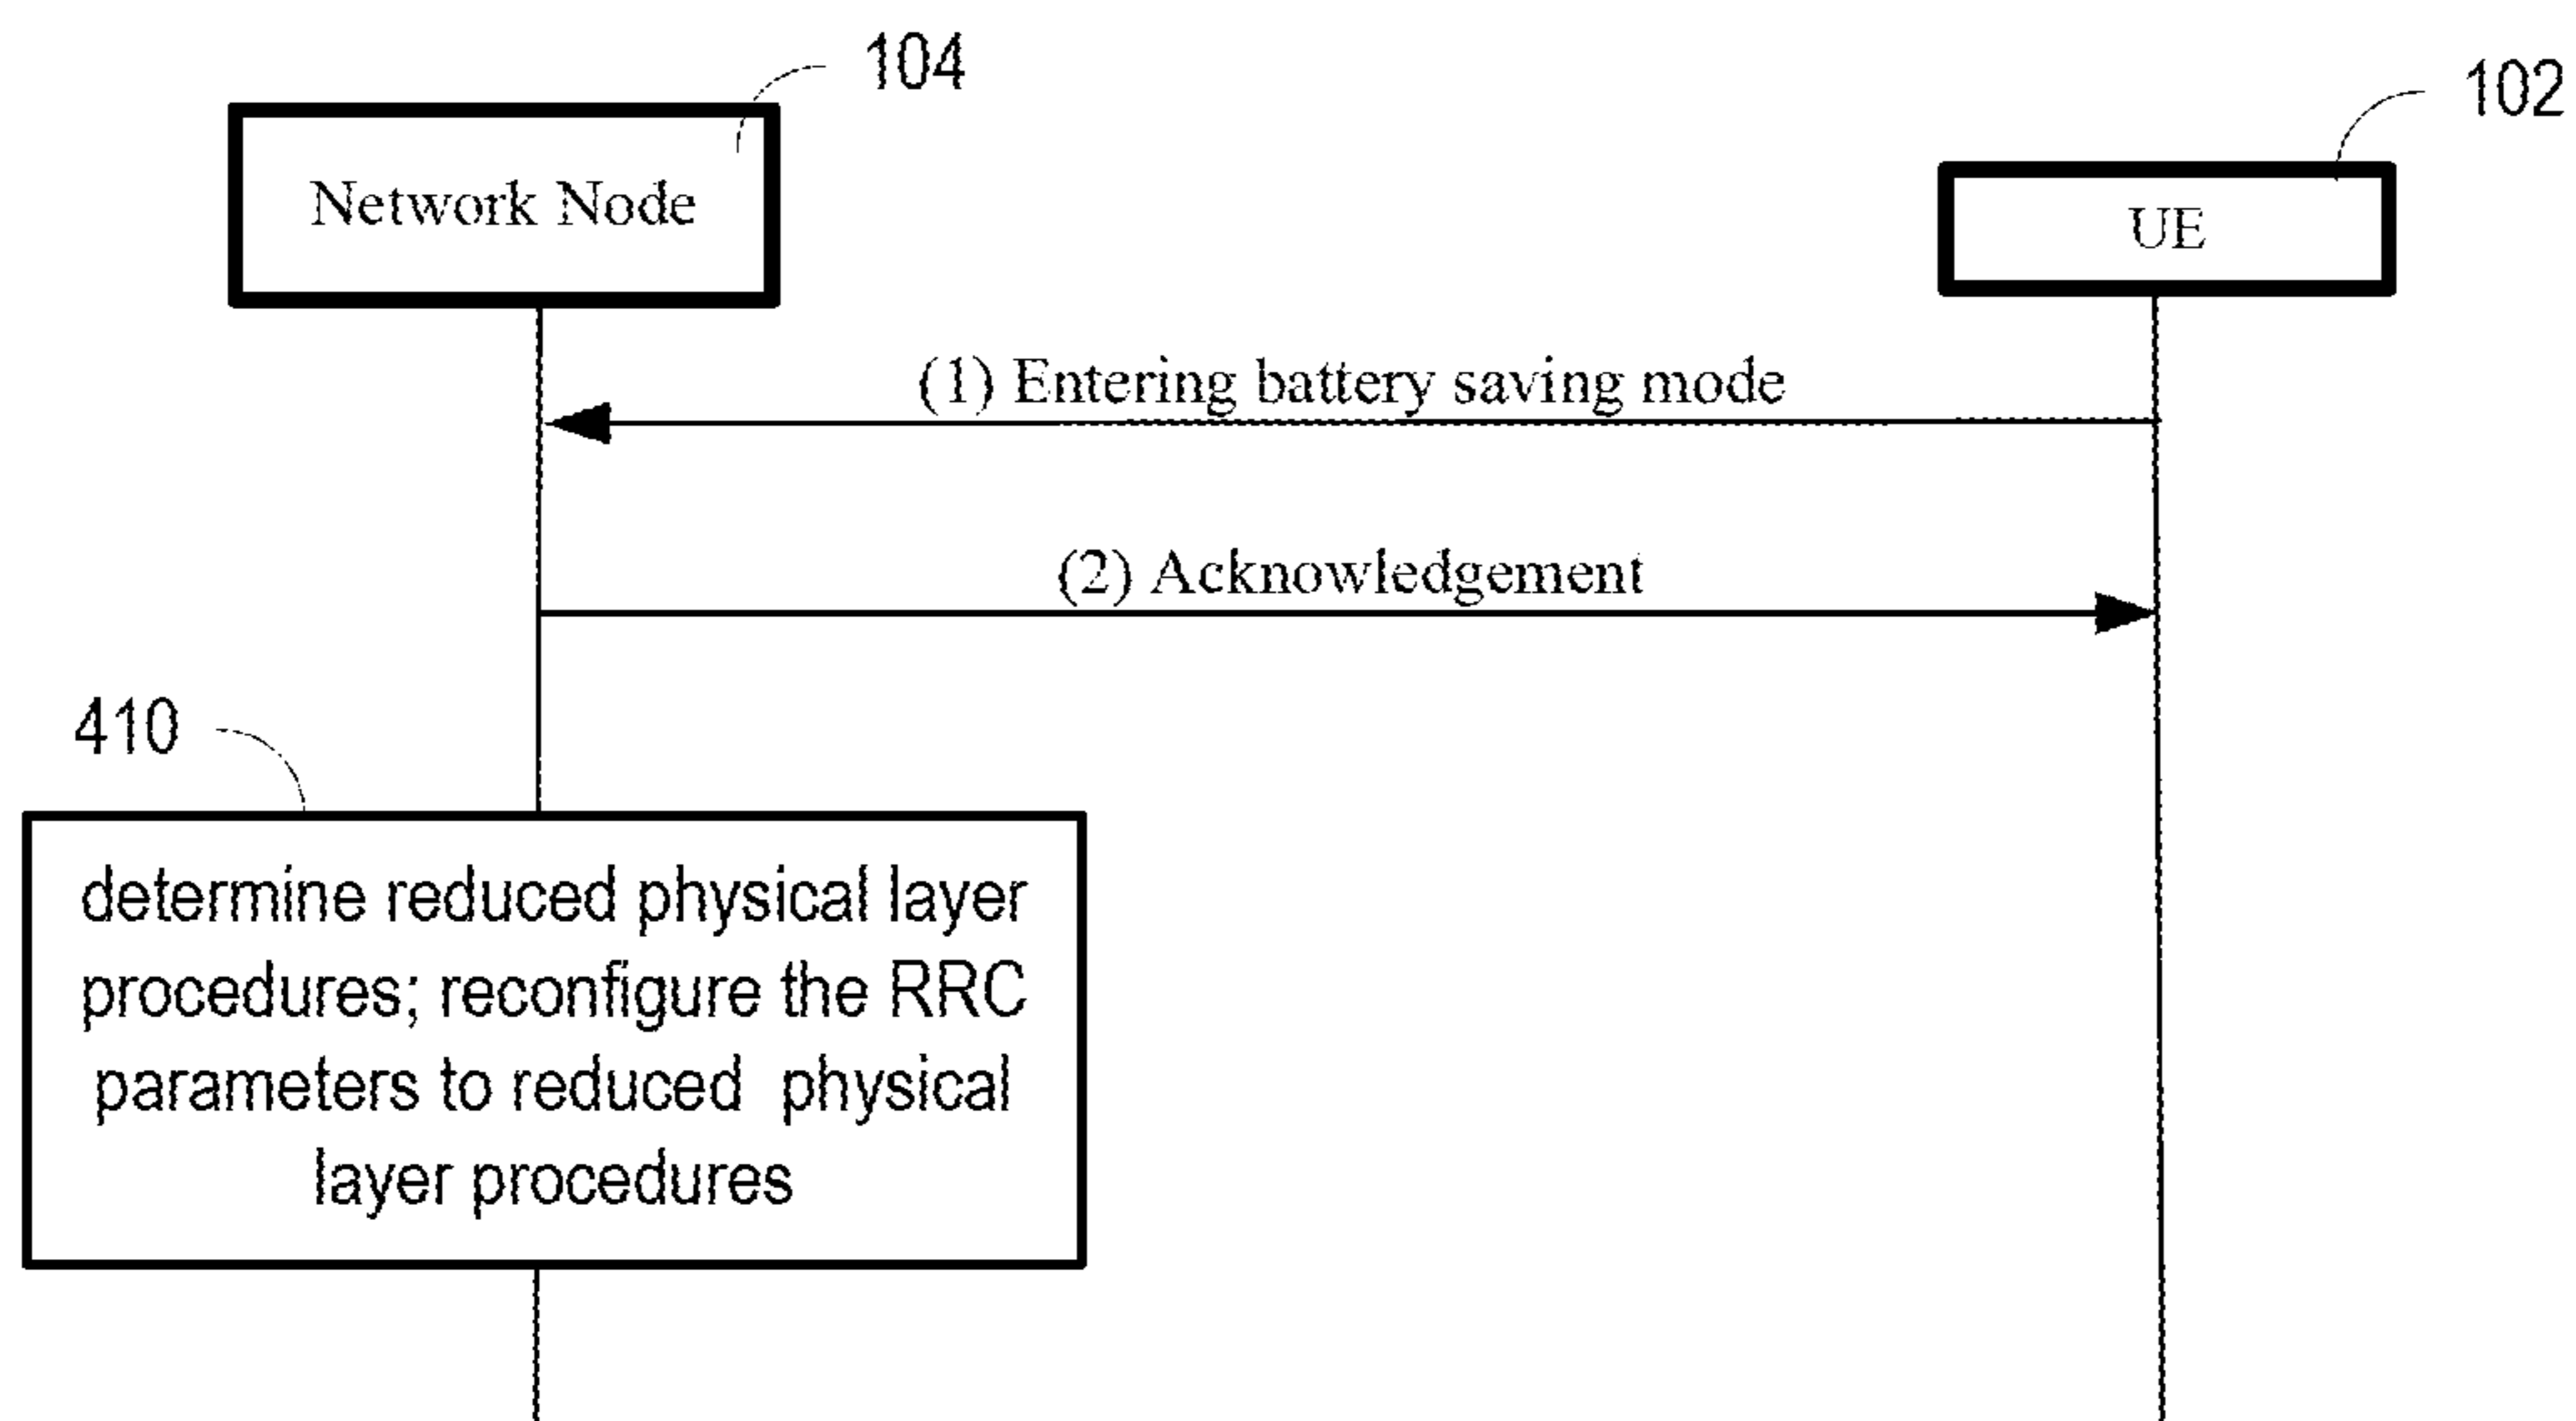 104
102
Network Node
UE
(1) Entering battery saving mode
(2) Acknowledgement
410
determine reduced physical layer
procedures; reconfigure the RRC
parameters to reduced physical
layer procedures